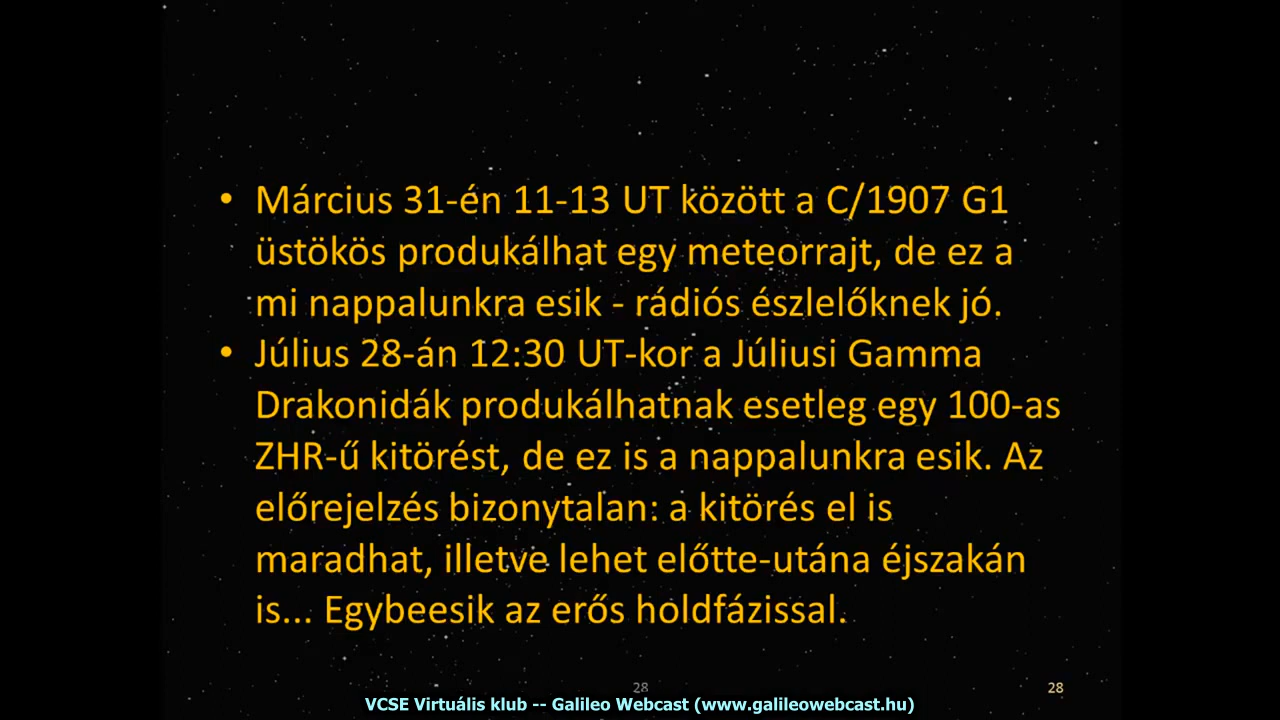 • Március 31-én 11-13 UT között a C/1907 G1
üstökös produkálhat egy meteorrajt, de ez a
mi nappalunkra esik - rádiós észlelőknek jó.
• Július 28-án 12:30 UT-kor a Júliusi Gamma
Drakonidák produkálhatnak esetleg egy 100-as
ZHR-ű kitörést, de ez is a nappalunkra esik. Az
előrejelzés bizonytalan: a kitörés el is
maradhat, illetve lehet előtte-utána éjszakán
is... Egybeesik az erős holdfázissal.
28
28
VCSE Virtuális klub -- Galileo Webcast (www.galileowebcast.hu)